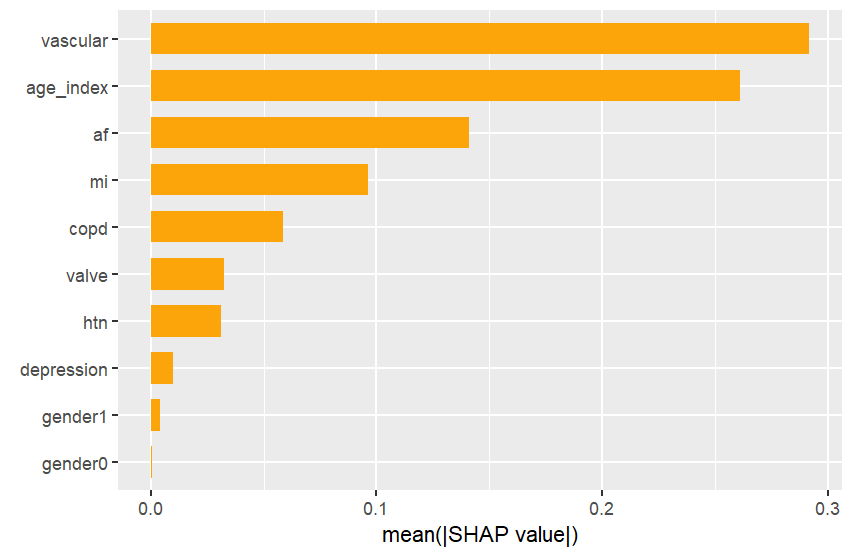 vascular
age_index
af
mi
copd
valve
htn
depression
gender1
gender0
0.0 0.1 0.2 0.3
mean(|SHAP value|)